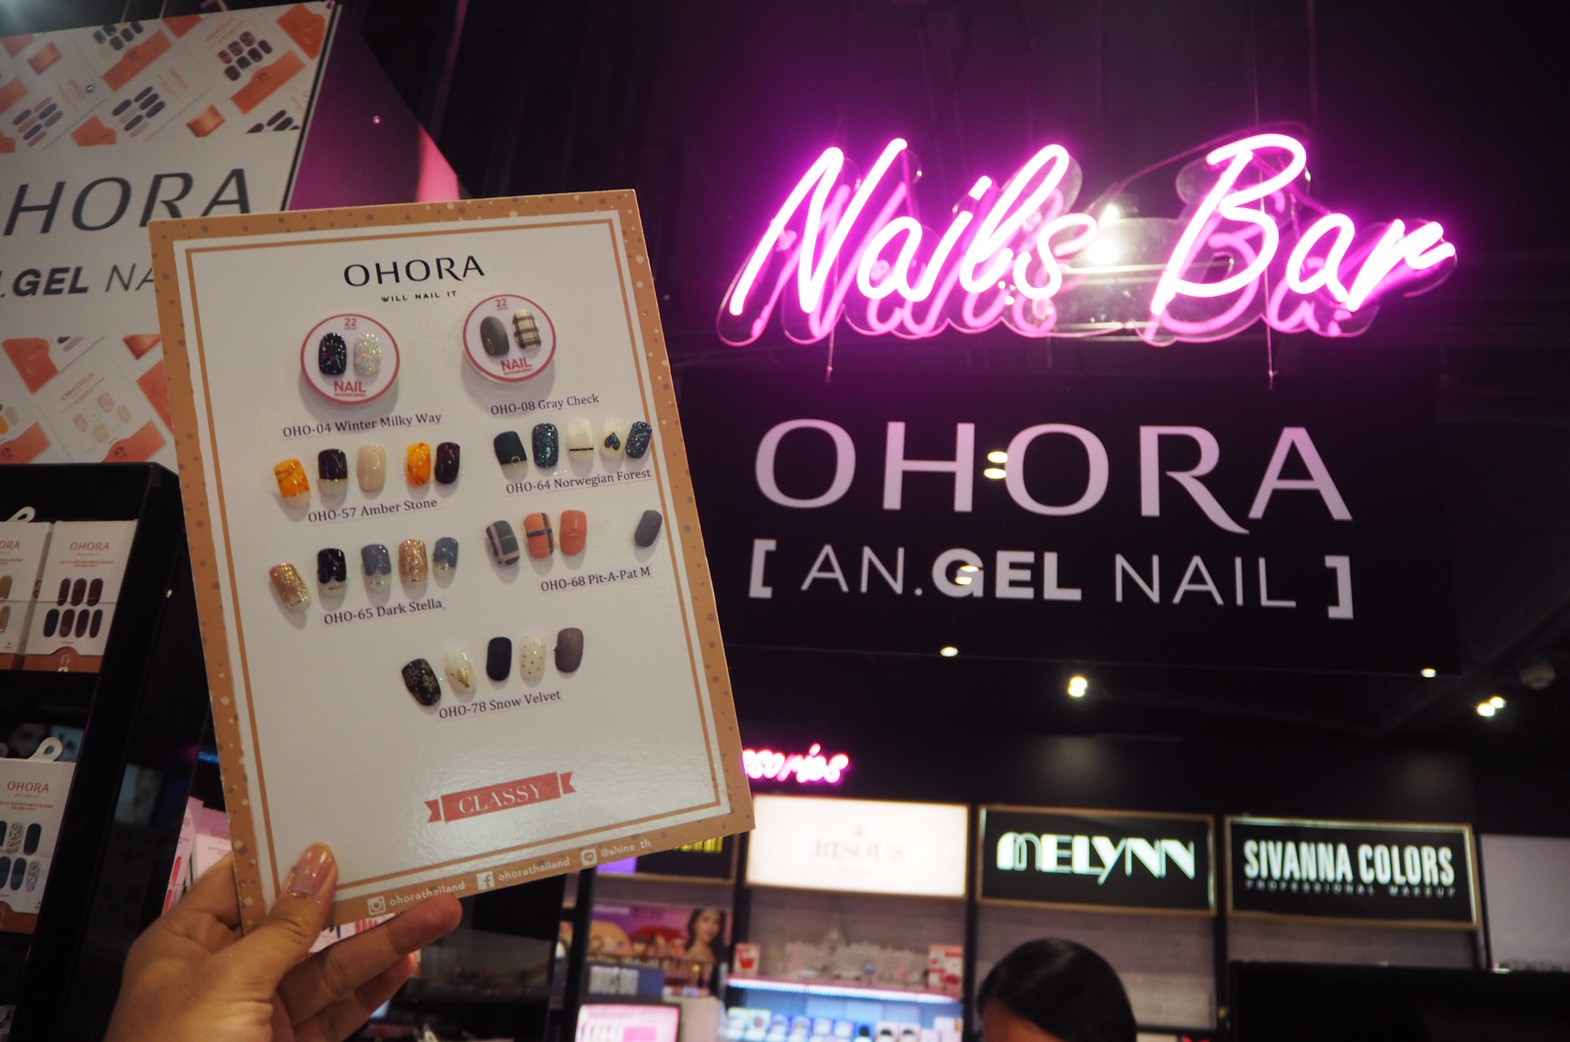 OHORA
.GEL NA
OHORA
WILL NAIL IT
22
NAIL
22
NAIL
OHO-04 Winter Milky Way
OHO-08 Gray Check
OHO-57 Amber Stone
OHO-64 Norwegian Forest
OHO-65 Dark Stella
OHO-68 Pit-A-Pat M
OHO-78 Snow Velvet
CLASSY
ohorathailand
ohorathailand
@shine_th
Nails Bar
OHORA
[ AN.GEL NAIL ]
MELYNN
SIVANNA COLORS
PROFESSIONAL MAKEUP
OHORA
OHORA